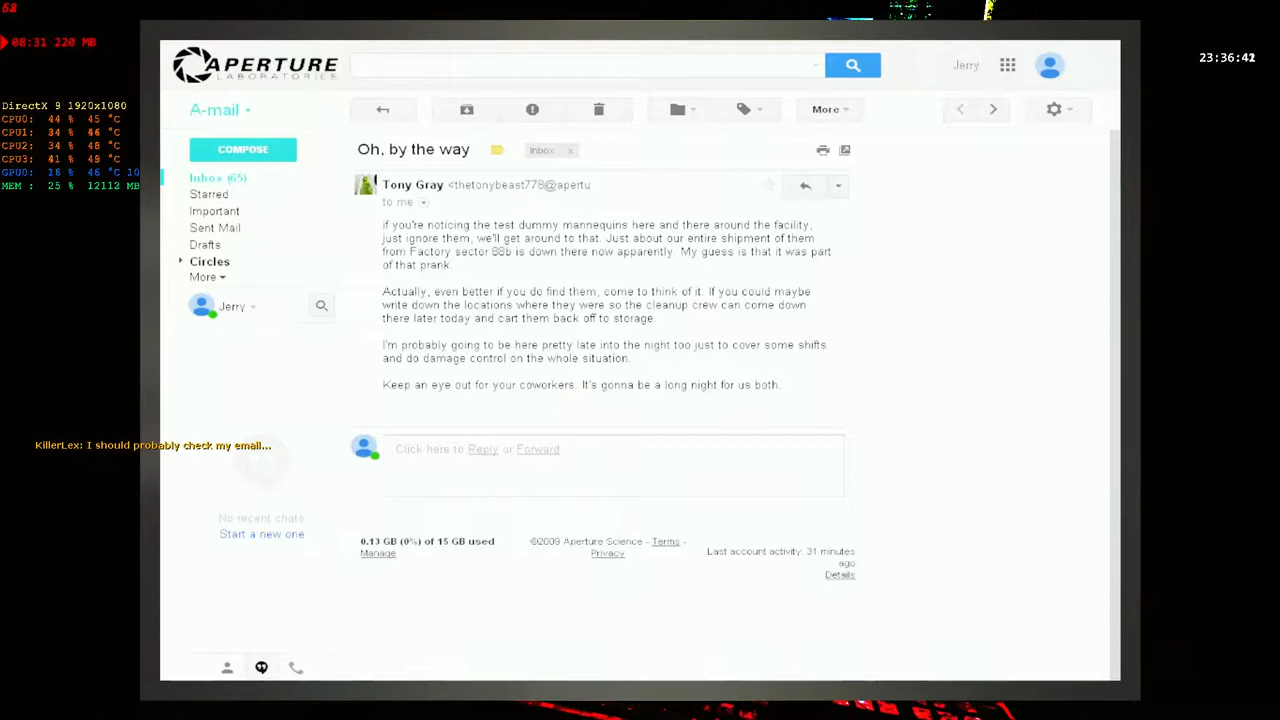 68
08:31 220 MB
23:36:42
DirectX 9 1920x1080
CPU0: 44 % 45 °C
CPU1: 34 % 46 °C
CPU2: 34 % 48 °C
CPU3: 41 % 49 °C
GPU0: 16 % 46 °C 10
MEM : 25 % 12112 MB
APERTURE
LABORATORIES
Jerry
A-mail
More
COMPOSE
Oh, by the way
Inbox x
Inbox (65)
Starred
Important
Sent Mail
Drafts
Circles
More
Jerry
Tony Gray <thetonybeast778@apertu
to me
if you're noticing the test dummy mannequins here and there around the facility,
just ignore them, we'll get around to that. Just about our entire shipment of them
from Factory sector 88b is down there now apparently. My guess is that it was part
of that prank.
Actually, even better if you do find them, come to think of it. If you could maybe
write down the locations where they were so the cleanup crew can come down
there later today and cart them back off to storage.
I'm probably going to be here pretty late into the night too just to cover some shifts
and do damage control on the whole situation.
Keep an eye out for your coworkers. It's gonna be a long night for us both.
KillerLex: I should probably check my email...
Click here to Reply or Forward
No recent chats
Start a new one
0.13 GB (0%) of 15 GB used
Manage
©2009 Aperture Science - Terms -
Privacy
Last account activity: 31 minutes
ago
Details